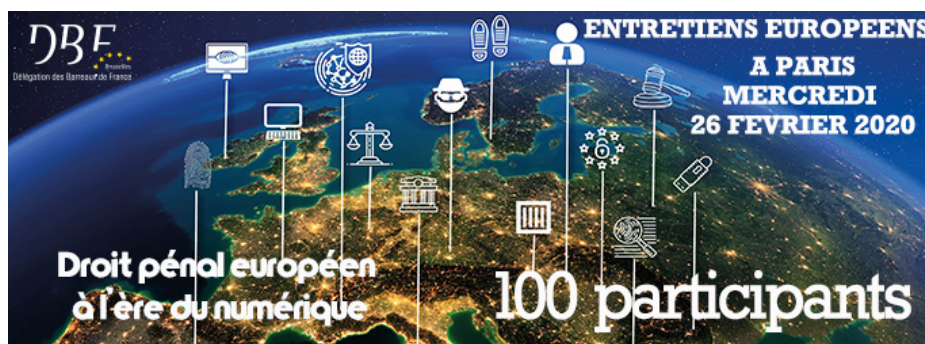 DBF
Bruxelles
Délégation des Barreaux de France
ENTRETIENS EUROPEENS
A PARIS
MERCREDI
26 FEVRIER 2020
Droit pénal européen
à l'ère du numérique
100 participants